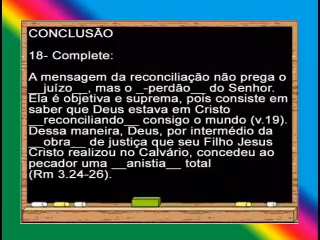 CONCLUSÃO
18- Complete:
A mensagem da reconciliação não prega o
__juízo__, mas o _-perdão__ do Senhor.
Ela é objetiva e suprema, pois consiste em
saber que Deus estava em Cristo
__reconciliando__ consigo o mundo (v.19).
Dessa maneira, Deus, por intermédio da
__obra__ de justiça que seu Filho Jesus
Cristo realizou no Calvário, concedeu ao
pecador uma __anistia__ total
(Rm 3.24-26).